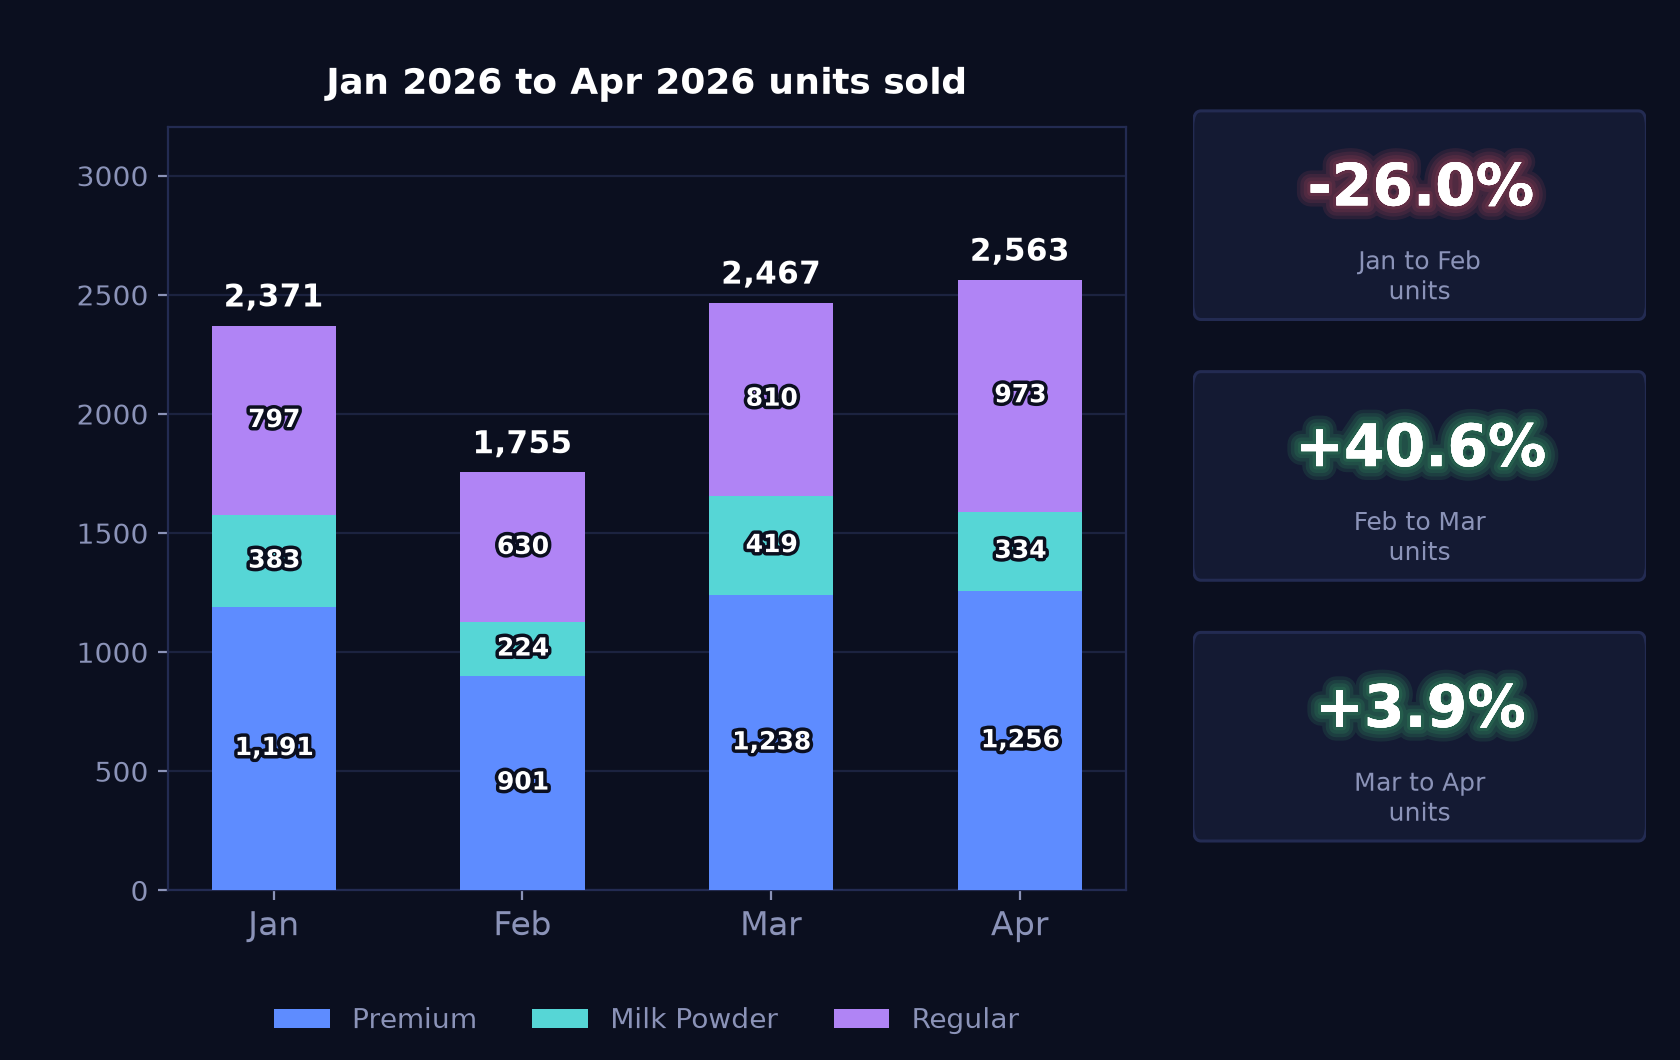 Jan 2026 to Apr 2026 units sold
3000
2500
2000
1500
1000
500
0
2,371
797
383
1,191
1,755
630
224
901
2,467
810
419
1,238
2,563
973
334
1,256
Jan
Feb
Mar
Apr
Premium
Milk Powder
Regular
-26.0%
Jan to Feb
units
+40.6%
Feb to Mar
units
+3.9%
Mar to Apr
units